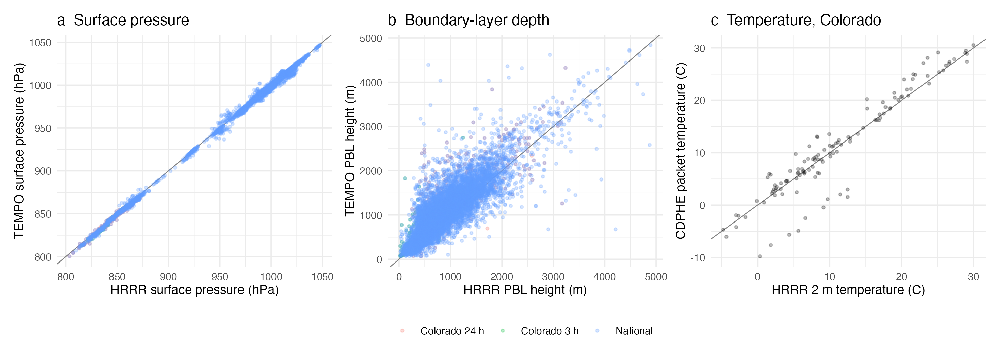 a Surface pressure
TEMPO surface pressure (hPa)
1050
1000
950
900
850
800
800 850 900 950 1000 1050
HRRR surface pressure (hPa)
b Boundary-layer depth
TEMPO PBL height (m)
5000
4000
3000
2000
1000
0
0 1000 2000 3000 4000 5000
HRRR PBL height (m)
c Temperature, Colorado
CDPHE packet temperature (C)
30
20
10
0
-10
0 10 20 30
HRRR 2 m temperature (C)
Colorado 24 h Colorado 3 h National